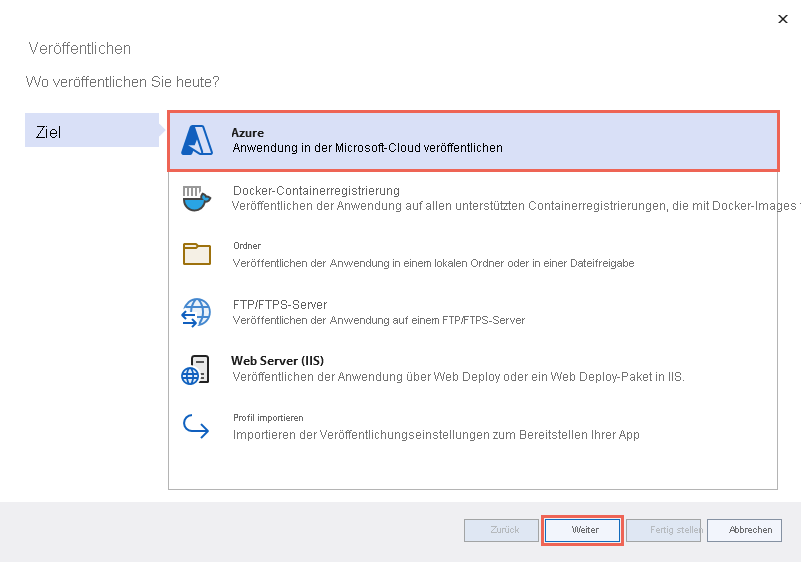 Veröffentlichen
Wo veröffentlichen Sie heute?
Ziel
Azure
Anwendung in der Microsoft-Cloud veröffentlichen
Docker-Containerregistrierung
Veröffentlichen der Anwendung auf allen unterstützten Containerregistrierungen, die mit Docker-Images
Ordner
Veröffentlichen der Anwendung in einem lokalen Ordner oder in einer Dateifreigabe
FTP/FTPS-Server
Veröffentlichen der Anwendung auf einem FTP/FTPS-Server
Web Server (IIS)
Veröffentlichen der Anwendung über Web Deploy oder ein Web Deploy-Paket in IIS.
Profil importieren
Importieren der Veröffentlichungseinstellungen zum Bereitstellen Ihrer App
Zurück
Weiter
Fertig stellen
Abbrechen